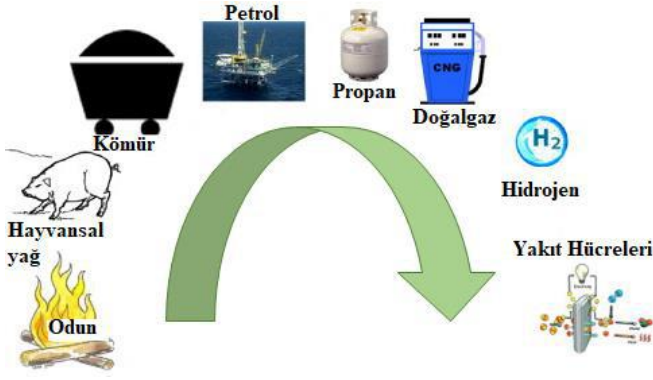 Petrol
Propan
CNG
Doğalgaz
Kömür
H2
Hidrojen
Hayvansal
yağ
Yakıt Hücreleri
Odun